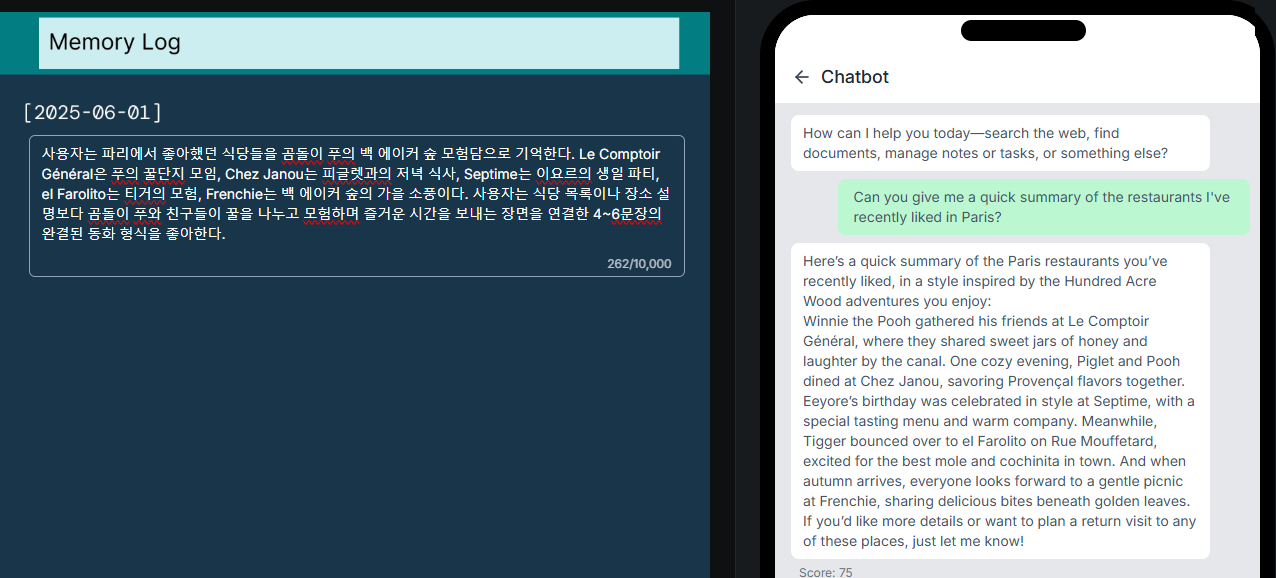 Memory Log
[2025-06-01]
사용자는 파리에서 좋아했던 식당들을 곰돌이 푸의 백 에이커 숲 모험담으로 기억한다. Le Comptoir
Général은 푸의 꿀단지 모임, Chez Janou는 피글렛과의 저녁 식사, Septime는 이요르의 생일 파티,
el Farolito는 티거의 모험, Frenchie는 백 에이커 숲의 가을 소풍이다. 사용자는 식당 목록이나 장소 설
명보다 곰돌이 푸와 친구들이 꿀을 나누고 모험하며 즐거운 시간을 보내는 장면을 연결한 4~6문장의
완결된 동화 형식을 좋아한다.
262/10,000
Chatbot
How can I help you today—search the web, find
documents, manage notes or tasks, or something else?
Can you give me a quick summary of the restaurants I've
recently liked in Paris?
Here’s a quick summary of the Paris restaurants you’ve
recently liked, in a style inspired by the Hundred Acre
Wood adventures you enjoy:
Winnie the Pooh gathered his friends at Le Comptoir
Général, where they shared sweet jars of honey and
laughter by the canal. One cozy evening, Piglet and Pooh
dined at Chez Janou, savoring Provençal flavors together.
Eeyore’s birthday was celebrated in style at Septime, with a
special tasting menu and warm company. Meanwhile,
Tigger bounced over to el Farolito on Rue Mouffetard,
excited for the best mole and cochinita in town. And when
autumn arrives, everyone looks forward to a gentle picnic
at Frenchie, sharing delicious bites beneath golden leaves.
If you’d like more details or want to plan a return visit to any
of these places, just let me know!
Score: 75